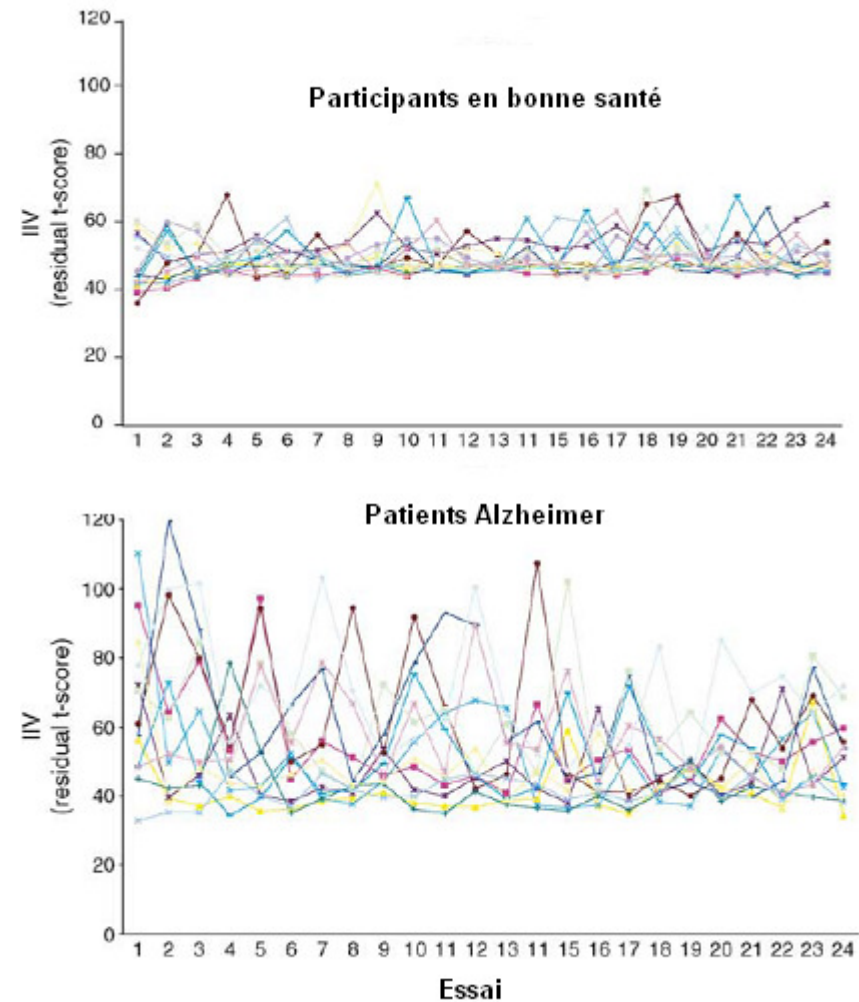 120
100
80
60
40
20
0
IIV
(residual t-score)
Participants en bonne santé
1 2 3 4 5 6 7 8 9 10 11 12 13 11 15 16 17 18 19 20 21 22 23 24
Patients Alzheimer
120
100
80
60
40
20
0
IIV
(residual t-score)
1 2 3 4 5 6 7 8 9 10 11 12 13 11 15 16 17 18 19 20 21 22 23 24
Essai